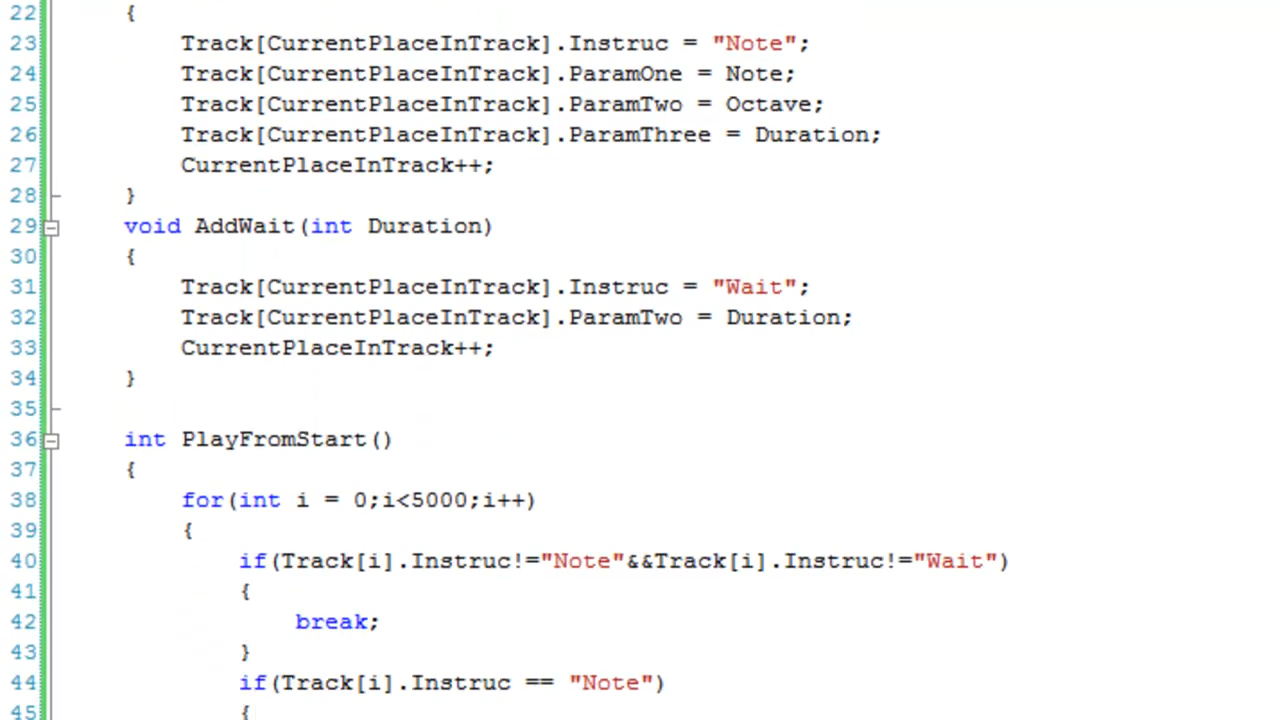 22 {
23 Track[CurrentPlaceInTrack].Instruc = "Note";
24 Track[CurrentPlaceInTrack].ParamOne = Note;
25 Track[CurrentPlaceInTrack].ParamTwo = Octave;
26 Track[CurrentPlaceInTrack].ParamThree = Duration;
27 CurrentPlaceInTrack++;
28 }
29 void AddWait(int Duration)
30 {
31 Track[CurrentPlaceInTrack].Instruc = "Wait";
32 Track[CurrentPlaceInTrack].ParamTwo = Duration;
33 CurrentPlaceInTrack++;
34 }
35
36 int PlayFromStart()
37 {
38 for(int i = 0;i<5000;i++)
39 {
40 if(Track[i].Instruc!="Note"&&Track[i].Instruc!="Wait")
41 {
42 break;
43 }
44 if(Track[i].Instruc == "Note")
45 {